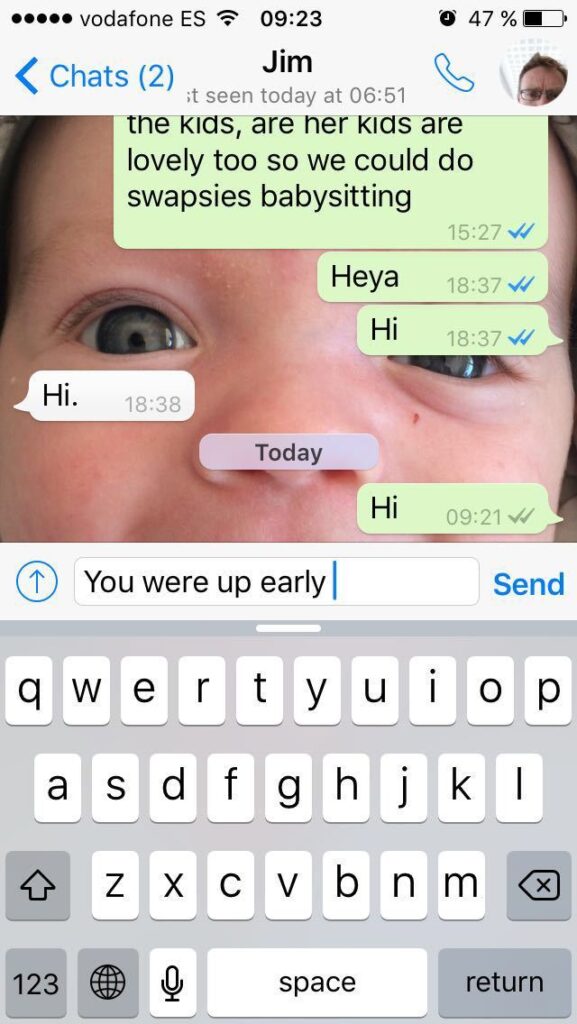 vodafone ES 09:23 47 %
Chats (2) Jim
st seen today at 06:51
the kids, are her kids are
lovely too so we could do
swapsies babysitting
15:27
Heya 18:37
Hi 18:37
Hi. 18:38
Today
Hi 09:21
You were up early Send
q w e r t y u i o p
a s d f g h j k l
z x c v b n m
123 space return